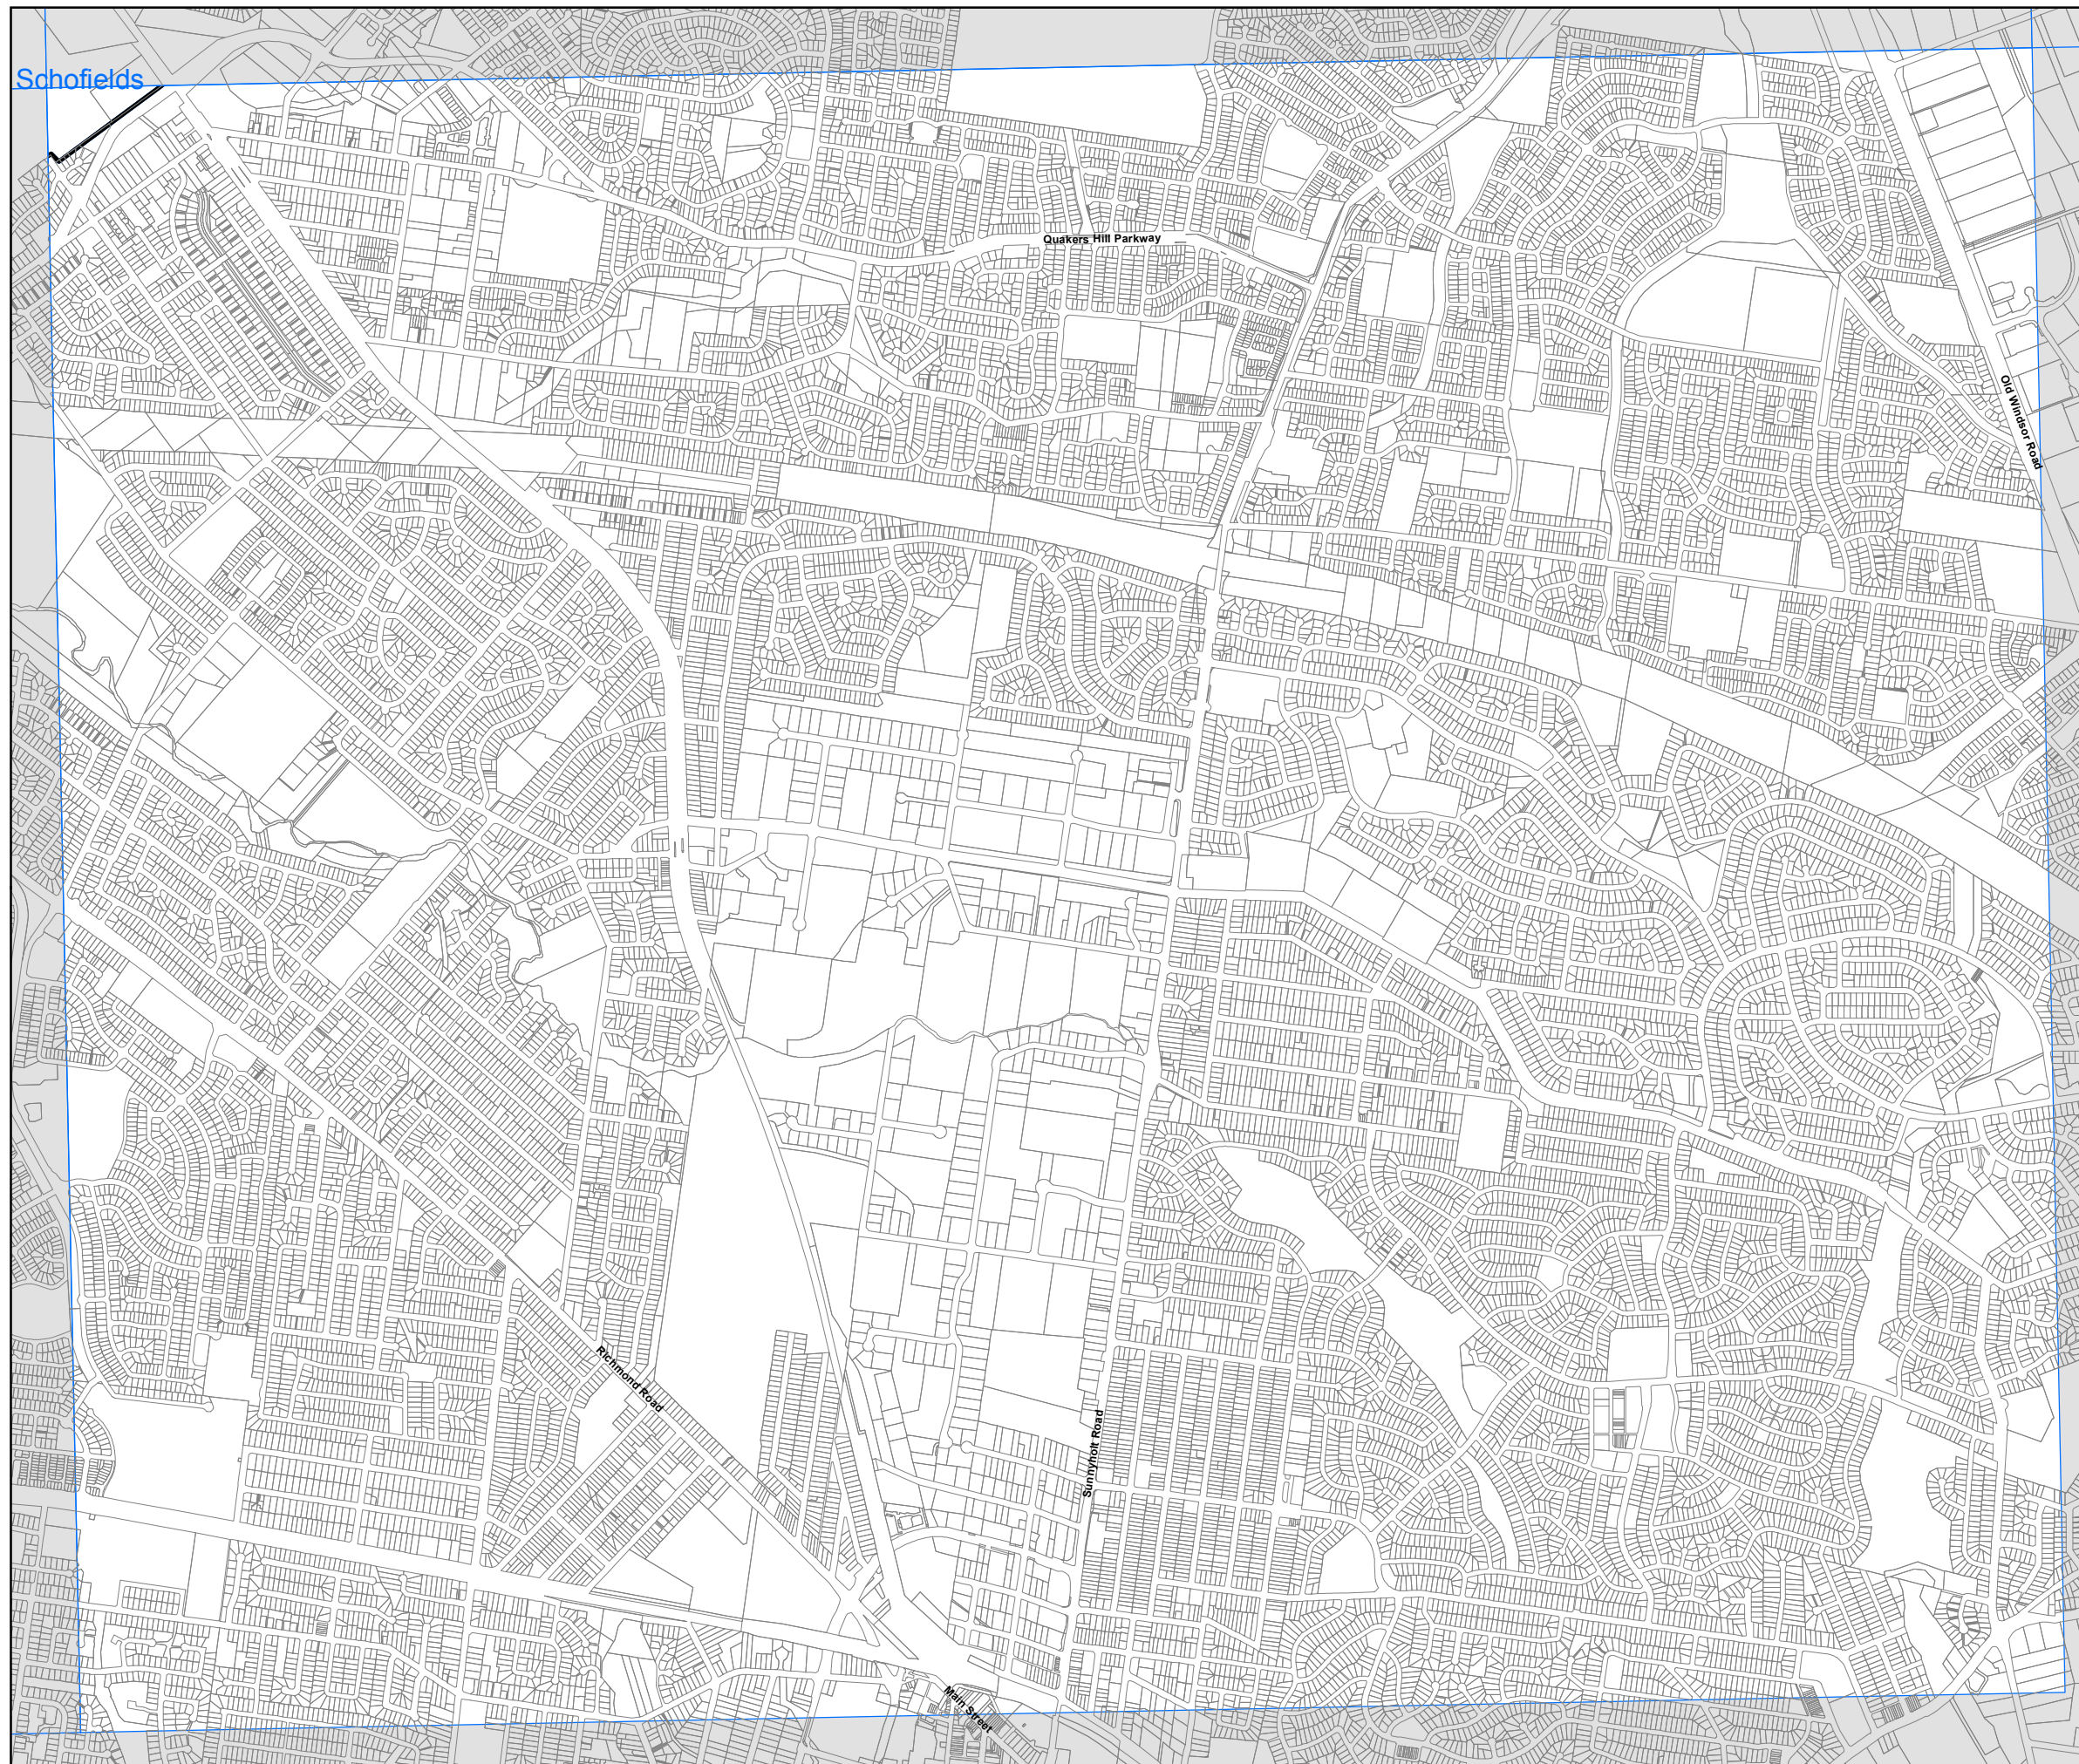 Schofields
Quakers Hill Parkway
Old Windsor Road
Richmond Road
Sunnyholt Road
Main Street